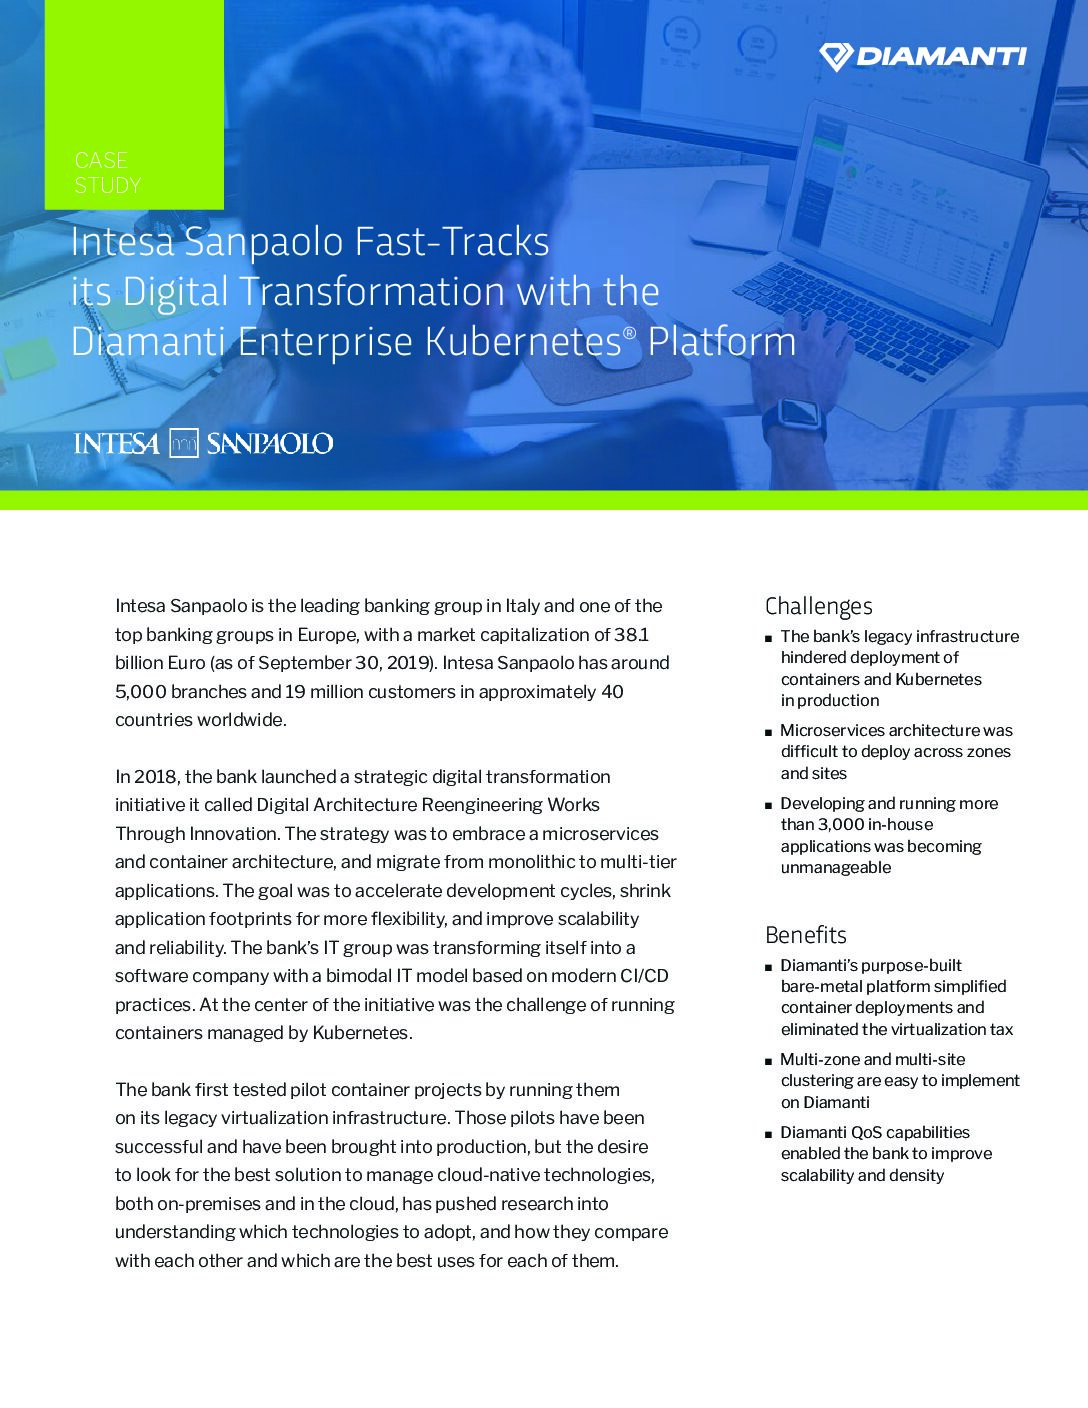 DIAMANTI
CASE
STUDY
Intesa Sanpaolo Fast-Tracks
its Digital Transformation with the
Diamanti Enterprise Kubernetes® Platform
INTESA SANPAOLO
Intesa Sanpaolo is the leading banking group in Italy and one of the
top banking groups in Europe, with a market capitalization of 38.1
billion Euro (as of September 30, 2019). Intesa Sanpaolo has around
5,000 branches and 19 million customers in approximately 40
countries worldwide.
In 2018, the bank launched a strategic digital transformation
initiative it called Digital Architecture Reengineering Works
Through Innovation. The strategy was to embrace a microservices
and container architecture, and migrate from monolithic to multi-tier
applications. The goal was to accelerate development cycles, shrink
application footprints for more flexibility, and improve scalability
and reliability. The bank's IT group was transforming itself into a
software company with a bimodal IT model based on modern CI/CD
practices. At the center of the initiative was the challenge of running
containers managed by Kubernetes.
The bank first tested pilot container projects by running them
on its legacy virtualization infrastructure. Those pilots have been
successful and have been brought into production, but the desire
to look for the best solution to manage cloud-native technologies,
both on-premises and in the cloud, has pushed research into
understanding which technologies to adopt, and how they compare
with each other and which are the best uses for each of them.
Challenges
▪ The bank's legacy infrastructure
hindered deployment of
containers and Kubernetes
in production
▪ Microservices architecture was
difficult to deploy across zones
and sites
▪ Developing and running more
than 3,000 in-house
applications was becoming
unmanageable
Benefits
▪ Diamanti's purpose-built
bare-metal platform simplified
container deployments and
eliminated the virtualization tax
▪ Multi-zone and multi-site
clustering are easy to implement
on Diamanti
▪ Diamanti QoS capabilities
enabled the bank to improve
scalability and density